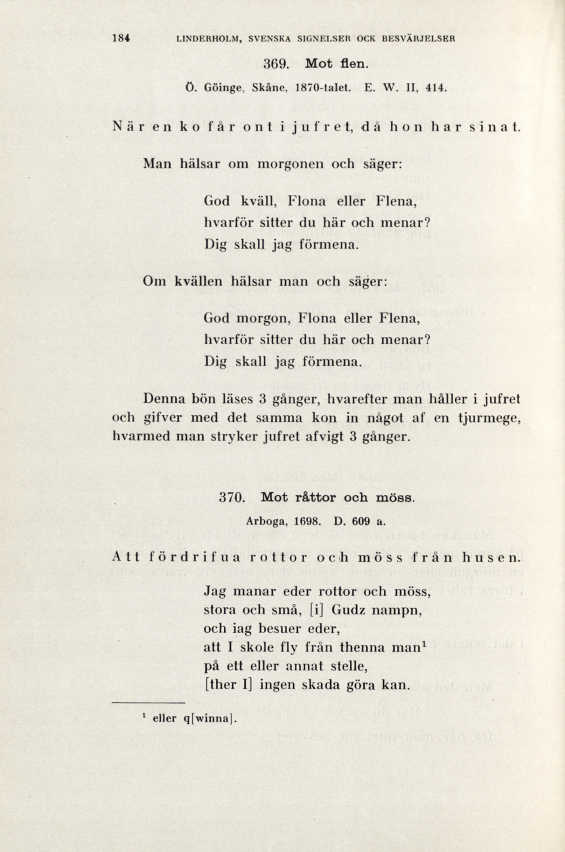 184 LINDERHOLM, SVENSKA SIGNELSER OCK BESVÄRJELSER
369. Mot flen.
Ö. Göinge, Skåne, 1870-talet. E. W. II, 414.
När en ko får ont i jufret, då hon har sinat.
Man hälsar om morgonen och säger:
God kväll, Flona eller Flena,
hvarför sitter du här och menar?
Dig skall jag förmena.
Om kvällen hälsar man och säger:
God morgon, Flona eller Flena,
hvarför sitter du här och menar?
Dig skall jag förmena.
Denna bön läses 3 gånger, hvarefter man håller i jufret
och gifver med det samma kon in något af en tjurmege,
hvarmed man stryker jufret afvigt 3 gånger.
370. Mot råttor och möss.
Arboga, 1698. D. 609 a.
Att fördrifua rottor och möss från husen.
Jag manar eder rottor och möss,
stora och små, [i] Gudz nampn,
och iag besuer eder,
att I skole fly från thenna man¹
på ett eller annat stelle,
[ther I] ingen skada göra kan.
¹ eller q[winna].